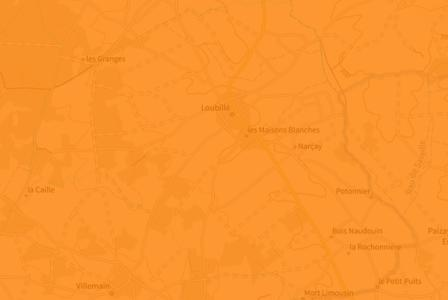 les Granges
Loubillé
les Maisons Blanches
Narçay
la Caille
Potonnier
Bois Naudouin
la Rochonnière
Villemain
le Petit Puits
Mort Limousin